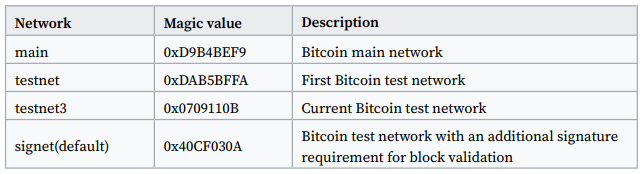 Network Magic value Description
main 0xD9B4BEF9 Bitcoin main network
testnet 0xDAB5BFFA First Bitcoin test network
testnet3 0x0709110B Current Bitcoin test network
signet(default) 0x40CF030A Bitcoin test network with an additional signature
requirement for block validation